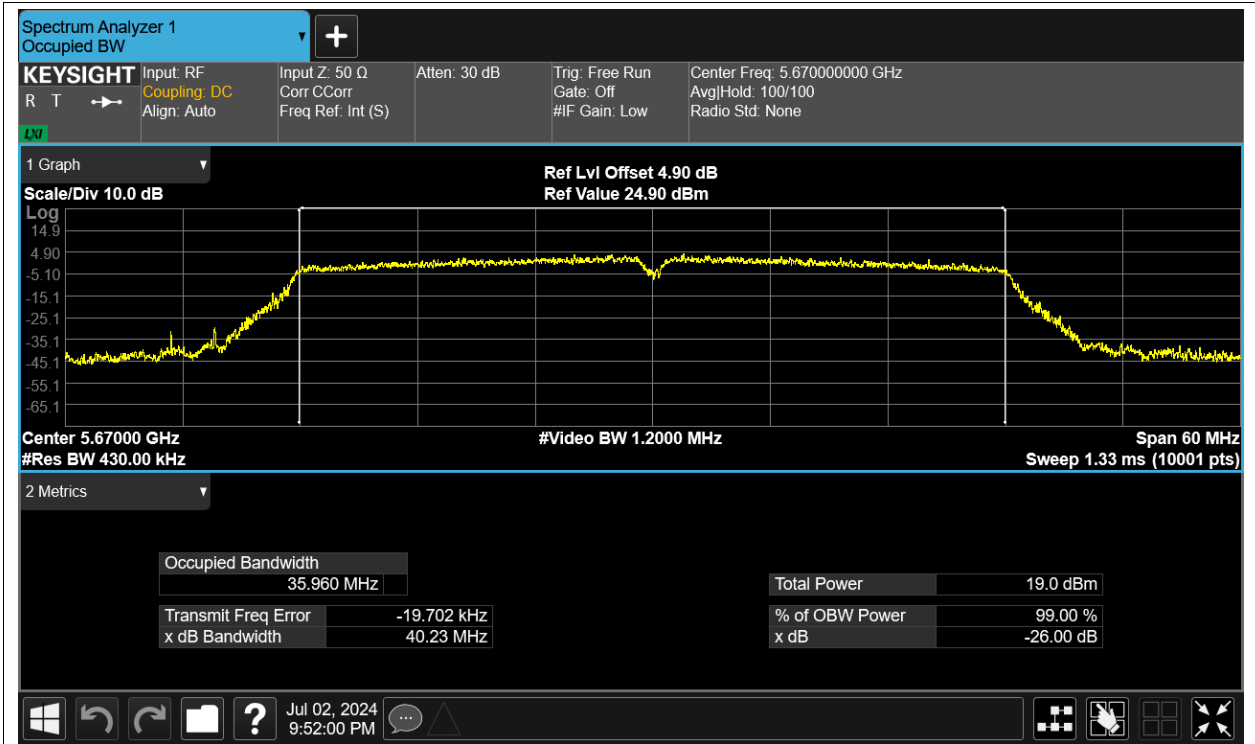 Spectrum Analyzer 1
Occupied BW
KEYSIGHT
R T
LXI
Input: RF
Coupling: DC
Align: Auto
Input Z: 50 Ω
Corr CCorr
Freq Ref: Int (S)
Atten: 30 dB
Trig: Free Run
Gate: Off
#IF Gain: Low
Center Freq: 5.670000000 GHz
Avg|Hold: 100/100
Radio Std: None
1 Graph
Scale/Div 10.0 dB
Ref Lvl Offset 4.90 dB
Ref Value 24.90 dBm
Log
14.9
4.90
-5.10
-15.1
-25.1
-35.1
-45.1
-55.1
-65.1
Center 5.67000 GHz
#Video BW 1.2000 MHz
Span 60 MHz
#Res BW 430.00 kHz
Sweep 1.33 ms (10001 pts)
2 Metrics
Occupied Bandwidth
35.960 MHz
Transmit Freq Error -19.702 kHz
x dB Bandwidth 40.23 MHz
Total Power 19.0 dBm
% of OBW Power 99.00 %
x dB -26.00 dB
?
Jul 02, 2024
9:52:00 PM